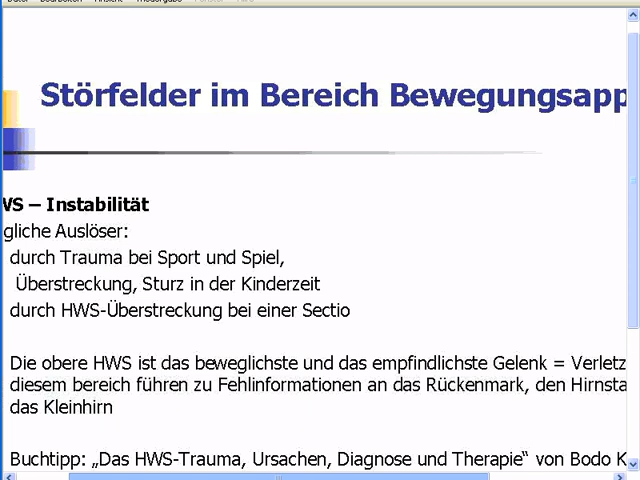 Störfelder im Bereich Bewegungsapp
WS – Instabilität
gliche Auslöser:
durch Trauma bei Sport und Spiel,
Überstreckung, Sturz in der Kinderzeit
durch HWS-Überstreckung bei einer Sectio
Die obere HWS ist das beweglichste und das empfindlichste Gelenk = Verletz
diesem bereich führen zu Fehlinformationen an das Rückenmark, den Hirnsta
das Kleinhirn
Buchtipp: „Das HWS-Trauma, Ursachen, Diagnose und Therapie“ von Bodo K